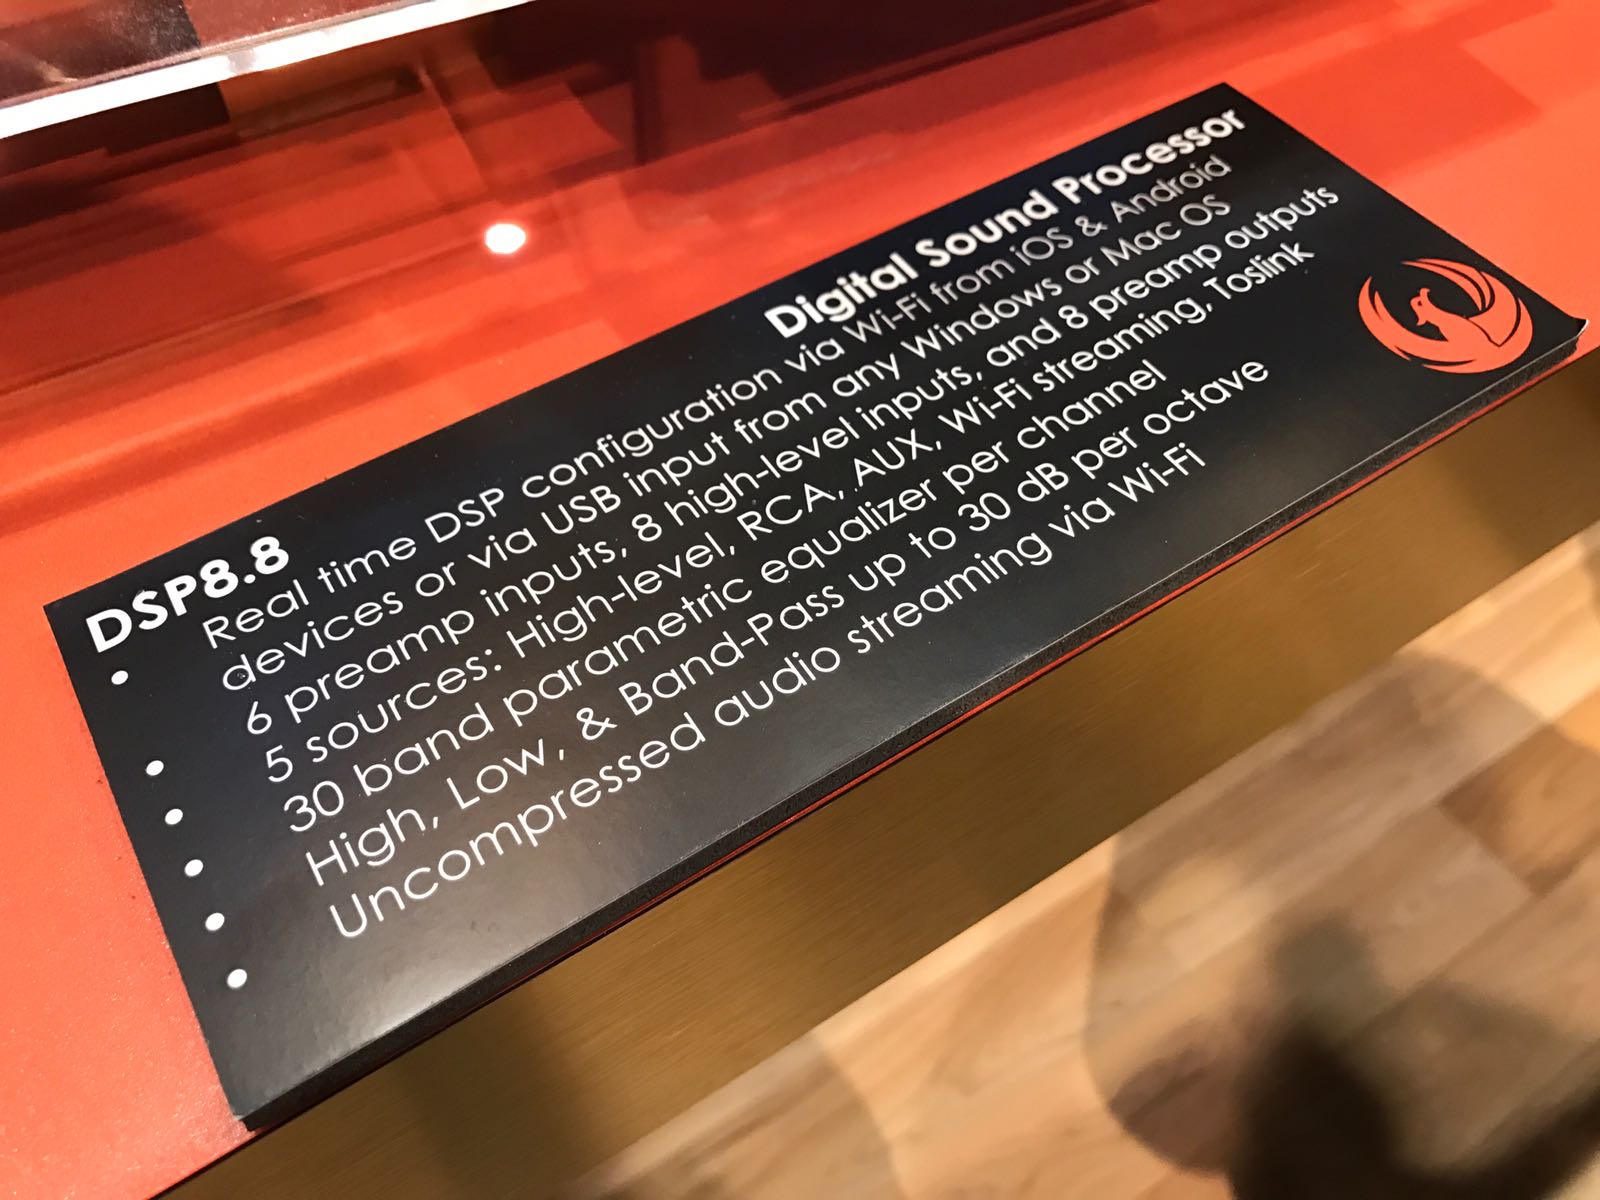 DSP8.8 Digital Sound Processor
• Real time DSP configuration via Wi-Fi from iOS & Android
devices or via USB input from any Windows or Mac OS
• 6 preamp inputs, 8 high-level inputs, and 8 preamp outputs
• 5 sources: High-level, RCA, AUX, Wi-Fi streaming, Toslink
• 30 band parametric equalizer per channel
• High, Low, & Band-Pass up to 30 dB per octave
• Uncompressed audio streaming via Wi-Fi